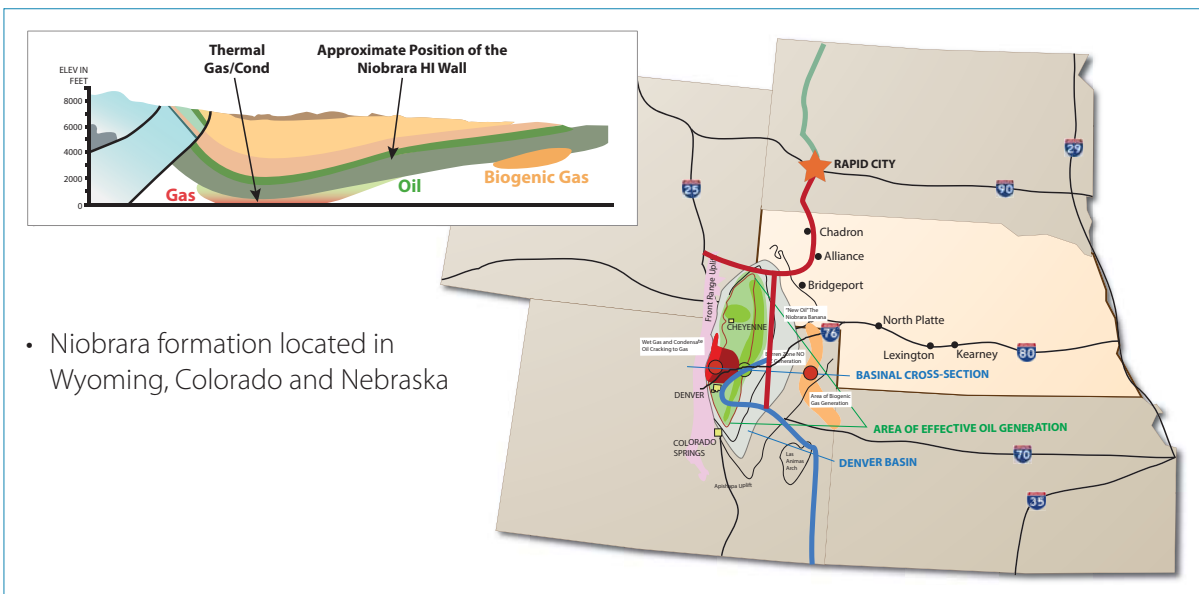 Thermal
Gas/Cond
Approximate Position of the
Niobrara HI Wall
ELEV IN
FEET
8000
6000
4000
2000
0
Gas
Oil
Biogenic Gas
• Niobrara formation located in
Wyoming, Colorado and Nebraska
29
RAPID CITY
25
90
Chadron
Alliance
Front Range Uplift
Bridgeport
"New Oil" The
Niobrara Banana
CHEYENNE
North Platte
76
Wet Gas and Condensa
Oil Cracking to Gas
Zone NO
Generation
Lexington
Kearney
80
BASINAL CROSS-SECTION
DENVER
Area of Biogenic
Gas Generation
AREA OF EFFECTIVE OIL GENERATION
COLORADO
SPRINGS
Las
Animas
Arch
DENVER BASIN
70
Apishapa Uplift
35